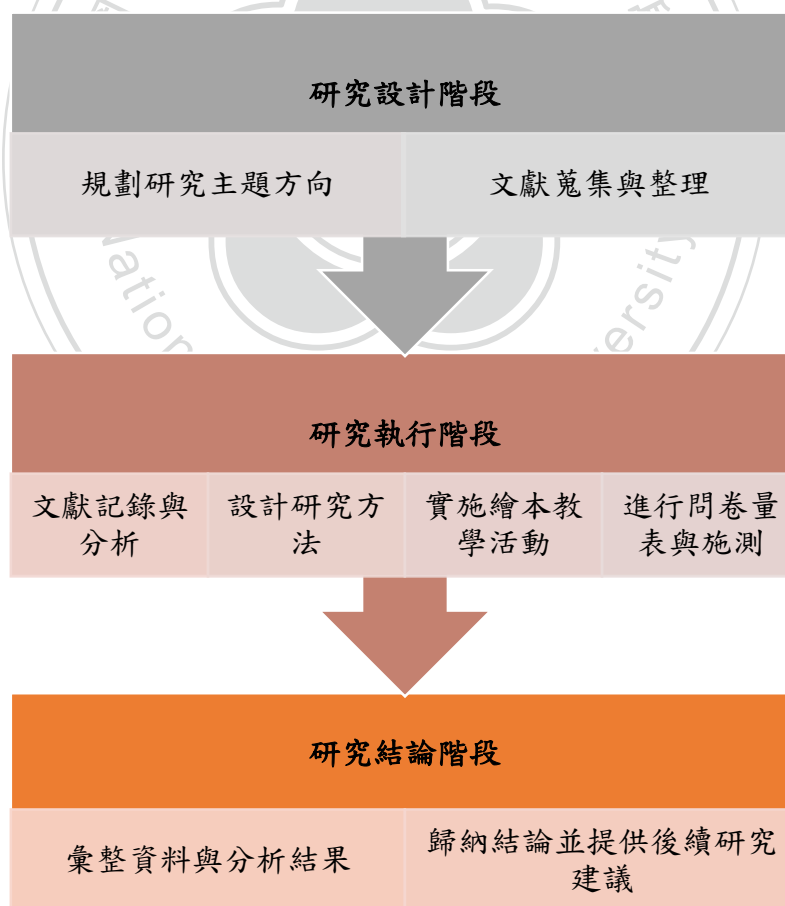 研究設計階段
規劃研究主題方向
文獻蒐集與整理
研究執行階段
文獻記錄與
分析
設計研究方
法
實施繪本教
學活動
進行問卷量
表與施測
研究結論階段
彙整資料與分析結果
歸納結論並提供後續研究
建議